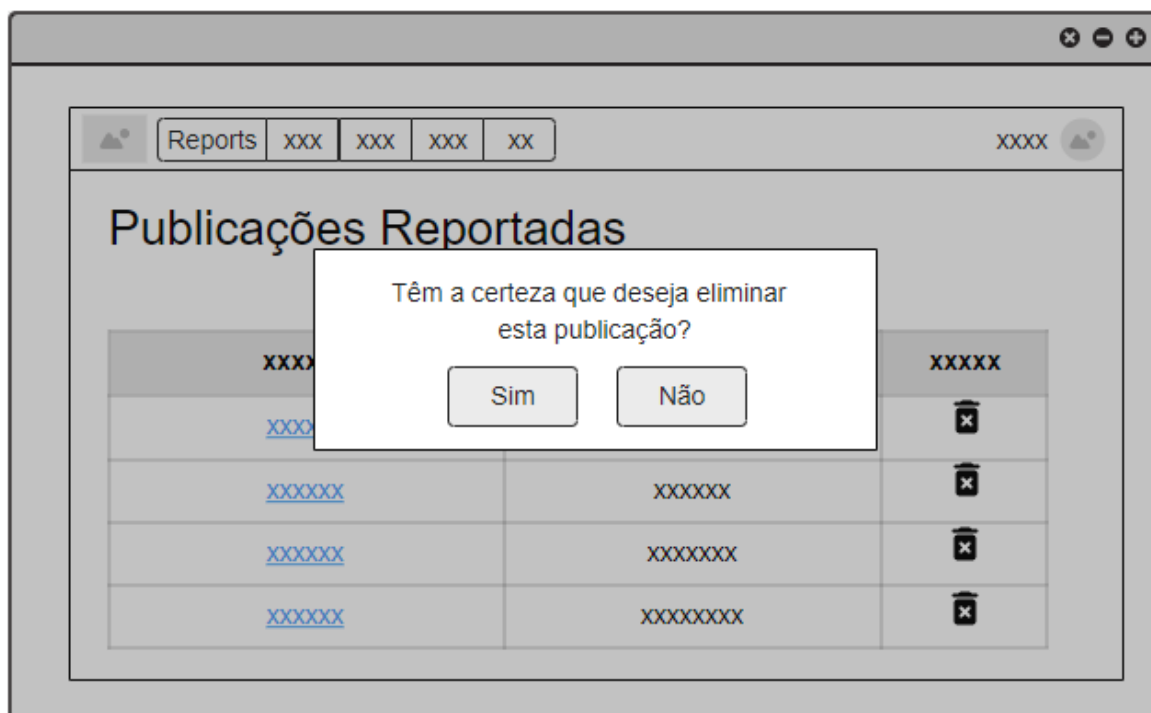 Reports xxx xxx xxx xx xxxx
Publicações Reportadas
Têm a certeza que deseja eliminar
esta publicação?
Sim Não
xxxxx
xxxxxx xxxxxx
xxxxxx xxxxxxx
xxxxxx xxxxxxxx